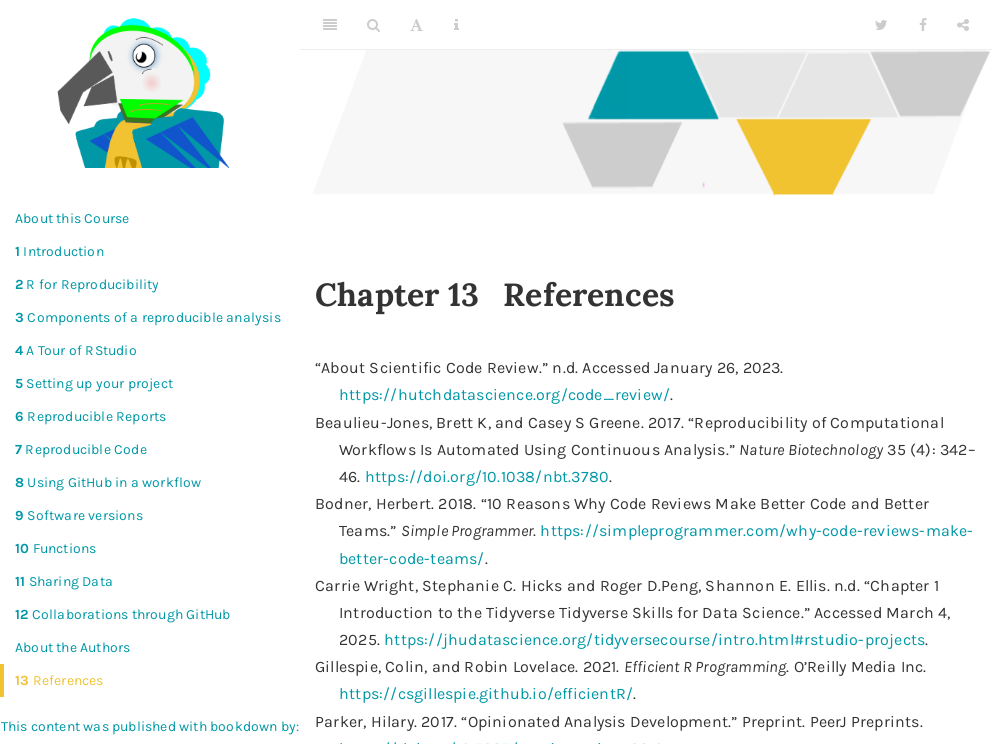 About this Course
1 Introduction
2 R for Reproducibility
3 Components of a reproducible analysis
4 A Tour of RStudio
5 Setting up your project
6 Reproducible Reports
7 Reproducible Code
8 Using GitHub in a workflow
9 Software versions
10 Functions
11 Sharing Data
12 Collaborations through GitHub
About the Authors
13 References
This content was published with bookdown by:
Chapter 13 References
“About Scientific Code Review.” n.d. Accessed January 26, 2023.
https://hutchdatascience.org/code_review/.
Beaulieu-Jones, Brett K, and Casey S Greene. 2017. “Reproducibility of Computational
Workflows Is Automated Using Continuous Analysis.” Nature Biotechnology 35 (4): 342–
46. https://doi.org/10.1038/nbt.3780.
Bodner, Herbert. 2018. “10 Reasons Why Code Reviews Make Better Code and Better
Teams.” Simple Programmer. https://simpleprogrammer.com/why-code-reviews-make-
better-code-teams/.
Carrie Wright, Stephanie C. Hicks and Roger D.Peng, Shannon E. Ellis. n.d. “Chapter 1
Introduction to the Tidyverse Tidyverse Skills for Data Science.” Accessed March 4,
2025. https://jhudatascience.org/tidyversecourse/intro.html#rstudio-projects.
Gillespie, Colin, and Robin Lovelace. 2021. Efficient R Programming. O’Reilly Media Inc.
https://csgillespie.github.io/efficientR/.
Parker, Hilary. 2017. “Opinionated Analysis Development.” Preprint. PeerJ Preprints.